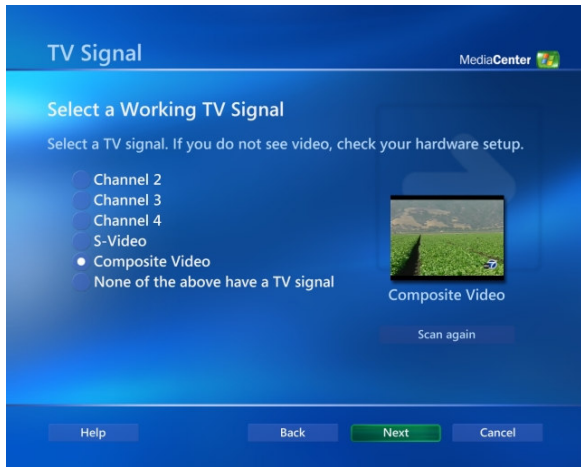 TV Signal
MediaCenter
Select a Working TV Signal
Select a TV signal. If you do not see video, check your hardware setup.
Channel 2
Channel 3
Channel 4
S-Video
Composite Video
None of the above have a TV signal
7
Composite Video
Scan again
Help
Back
Next
Cancel